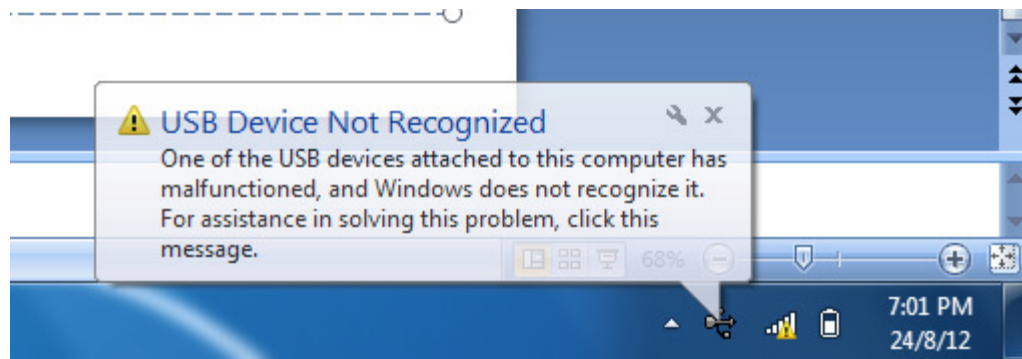 USB Device Not Recognized
One of the USB devices attached to this computer has
malfunctioned, and Windows does not recognize it.
For assistance in solving this problem, click this
message.
68%
7:01 PM
24/8/12